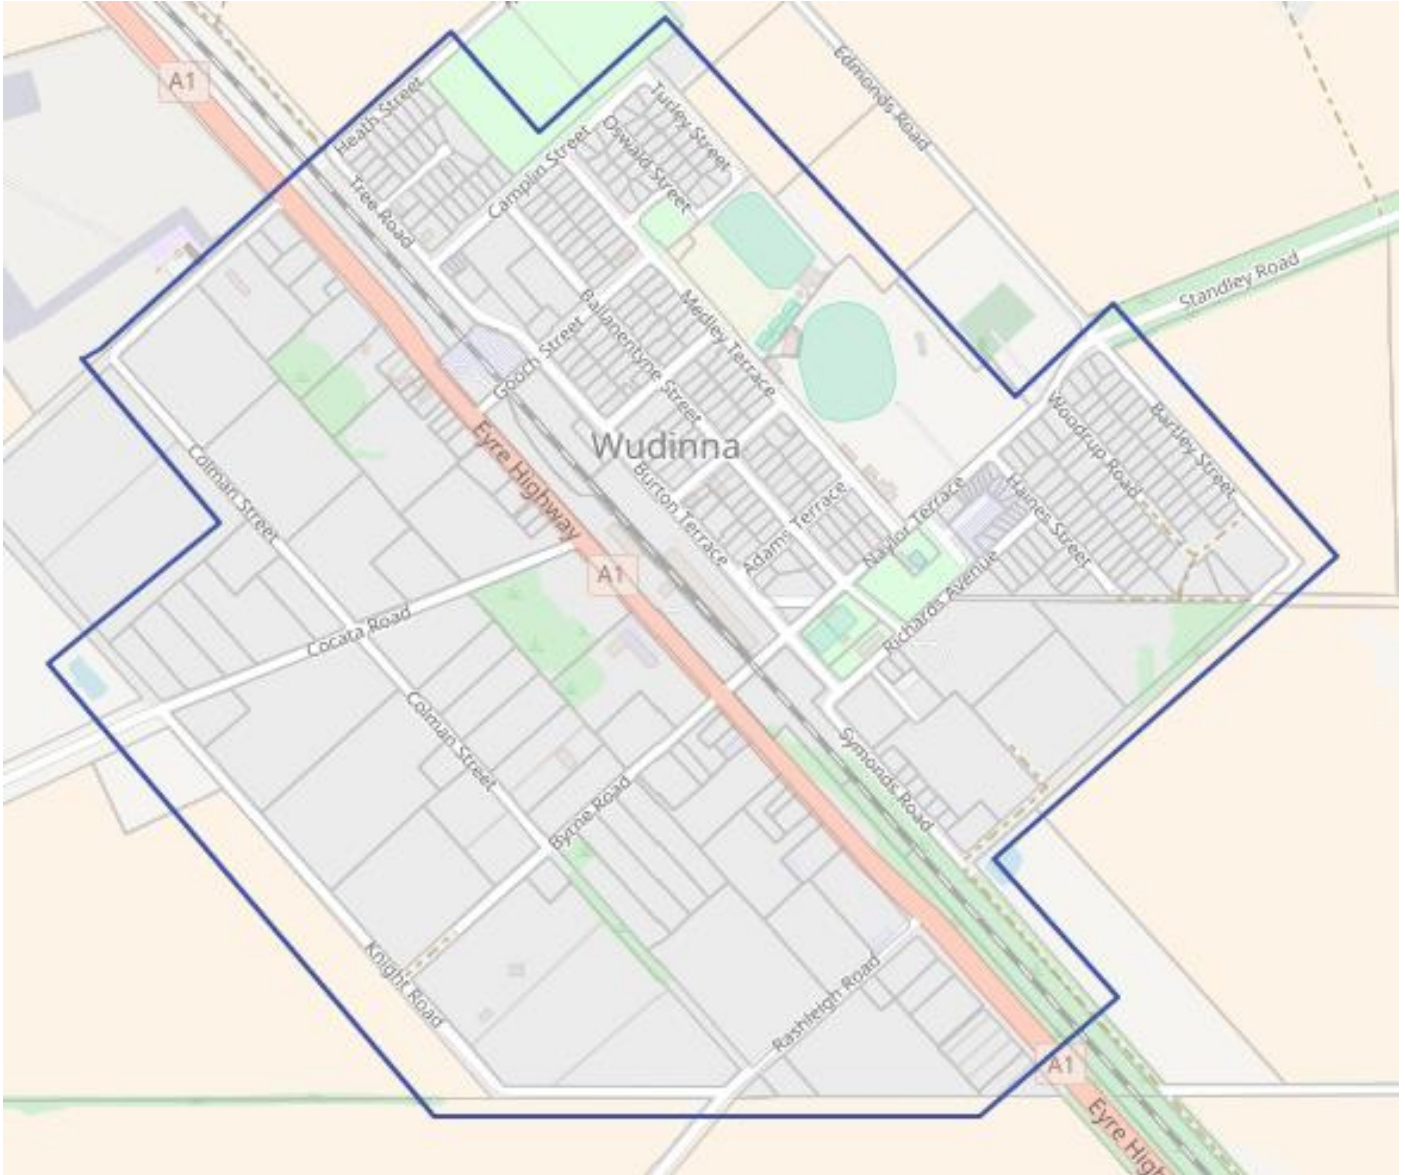 A1
Edmonds Road
Heath Street
Turley Street
Oswald Street
Camplin Street
Tree Road
Standley Road
Medley Terrace
Ballanentyne Street
Gooch Street
Woodrup Road
Bartley Street
Wudinna
Eyre Highway
Colman Street
Burton Terrace
Adams Terrace
Naylor Terrace
Haines Street
A1
Richards Avenue
Cocata Road
Colman Street
Symonds Road
Byrne Road
Knight Road
Rashleigh Road
A1
Eyre High